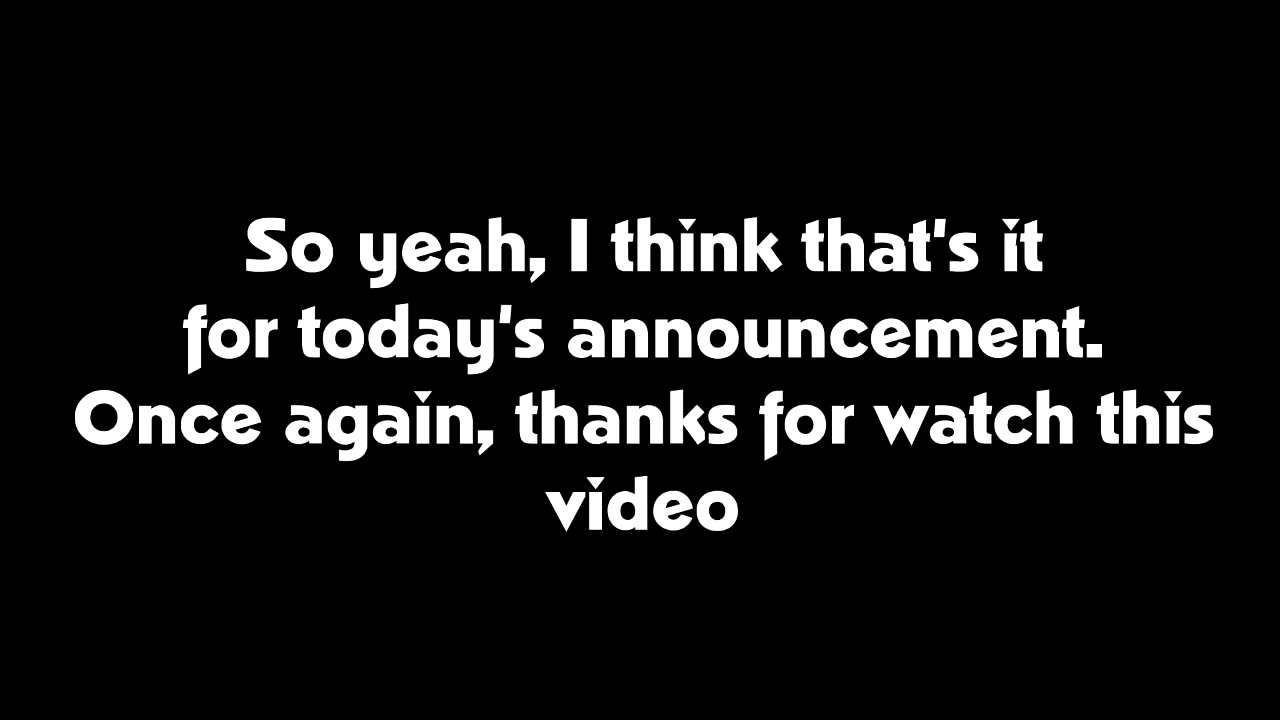 So yeah, I think that's it
for today's announcement.
Once again, thanks for watch this
video